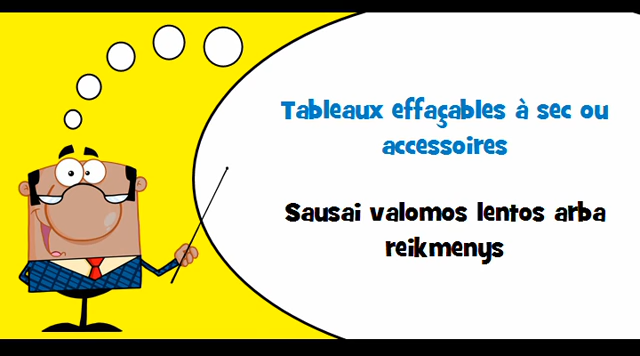 Tableaux effaçables à sec ou
accessoires
Sausai valomos lentos arba
reikmenys